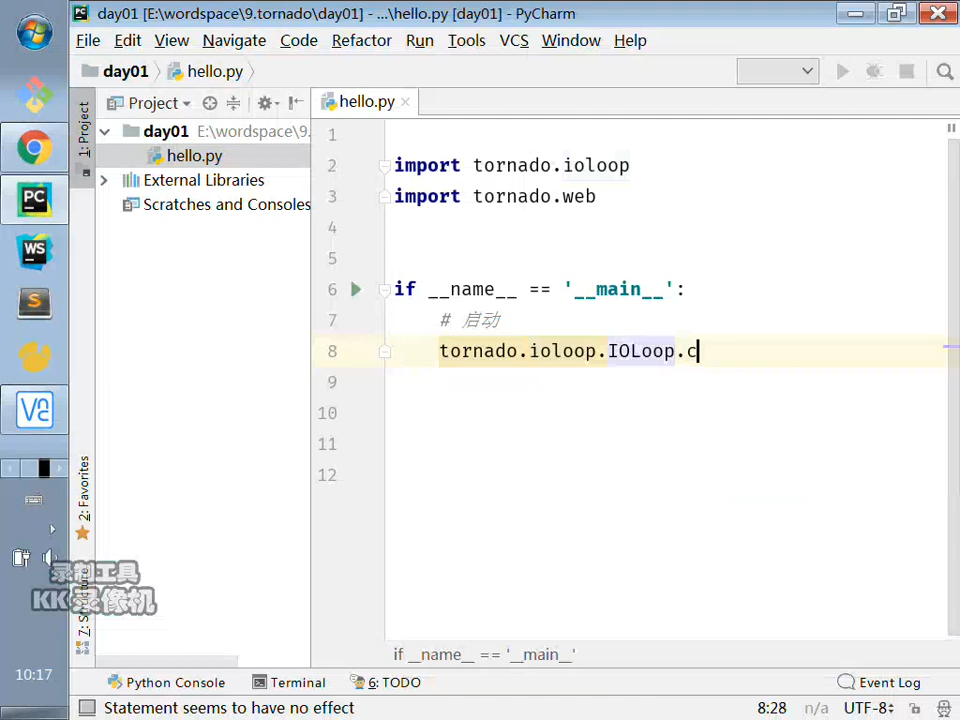 day01 [E:\wordspace\9.tornado\day01] - ...\hello.py [day01] - PyCharm
File Edit View Navigate Code Refactor Run Tools VCS Window Help
day01 hello.py
1: Project
Project
hello.py
day01 E:\wordspace\9.
hello.py
External Libraries
Scratches and Consoles
1
2 import tornado.ioloop
3 import tornado.web
4
5
6 if __name__ == '__main__':
7 # 启动
8 tornado.ioloop.IOLoop.c
9
10
11
12
2: Favorites
7: Structure
录制工具
KK录像机
if __name__ == '__main__'
10:17
Python Console Terminal 6: TODO Event Log
Statement seems to have no effect 8:28 n/a UTF-8
PC
WS
S